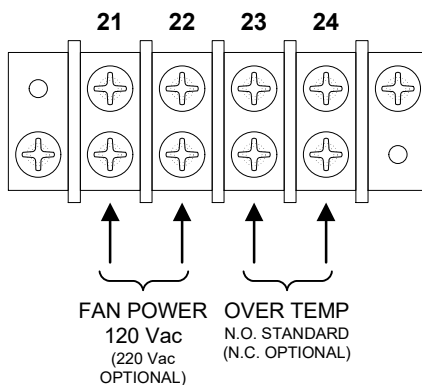 21 22 23 24
FAN POWER OVER TEMP
120 Vac N.O. STANDARD
(220 Vac (N.C. OPTIONAL)
OPTIONAL)